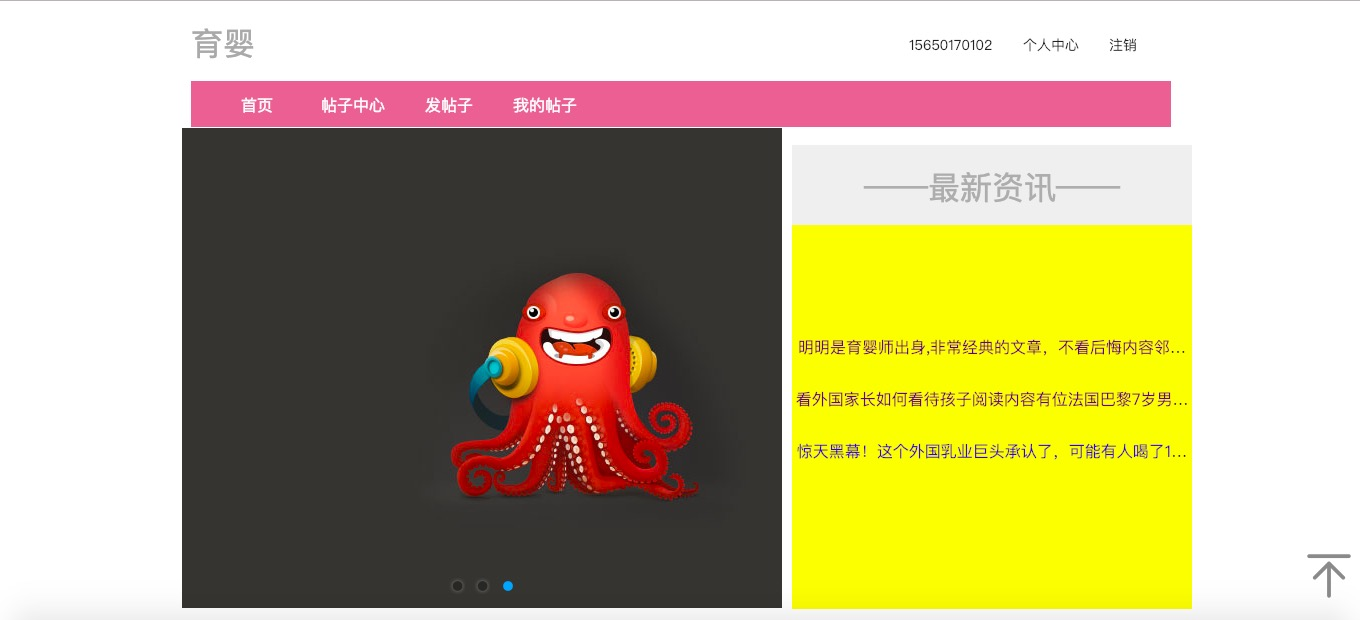 育婴
15650170102 个人中心 注销
首页 帖子中心 发帖子 我的帖子
——最新资讯——
明明是育婴师出身,非常经典的文章，不看后悔内容邻...
看外国家长如何看待孩子阅读内容有位法国巴黎7岁男...
惊天黑幕！这个外国乳业巨头承认了，可能有人喝了1...